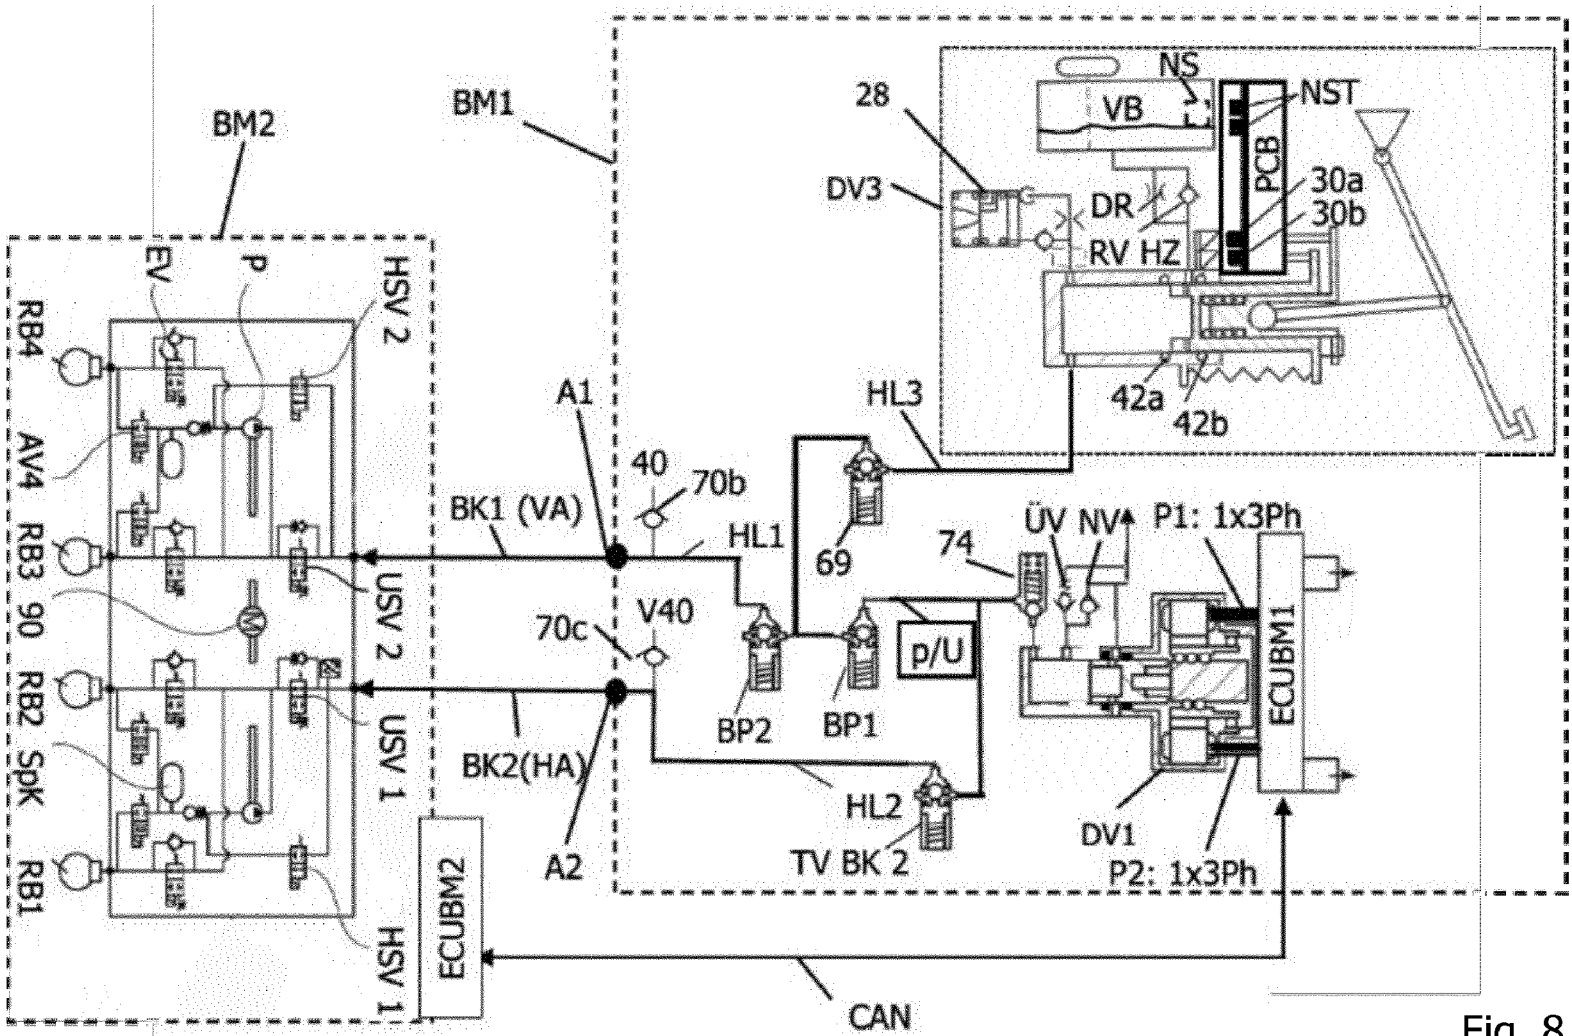 BM2
BM1
28
NS
VB
NST
PCB
DV3
DR
RV HZ
30a
30b
42a
42b
EV
P
HSV 2
RB4
AV4
RB3
90
RB2
SpK
RB1
USV 2
USV 1
HSV 1
ECUBM2
A1
40
70b
BK1 (VA)
HL1
HL3
69
74
ÜV NV
P1: 1x3Ph
V40
70c
p/U
BP2
BP1
BK2(HA)
A2
HL2
TV BK 2
DV1
P2: 1x3Ph
ECUBM1
M
CAN
Fig. 8